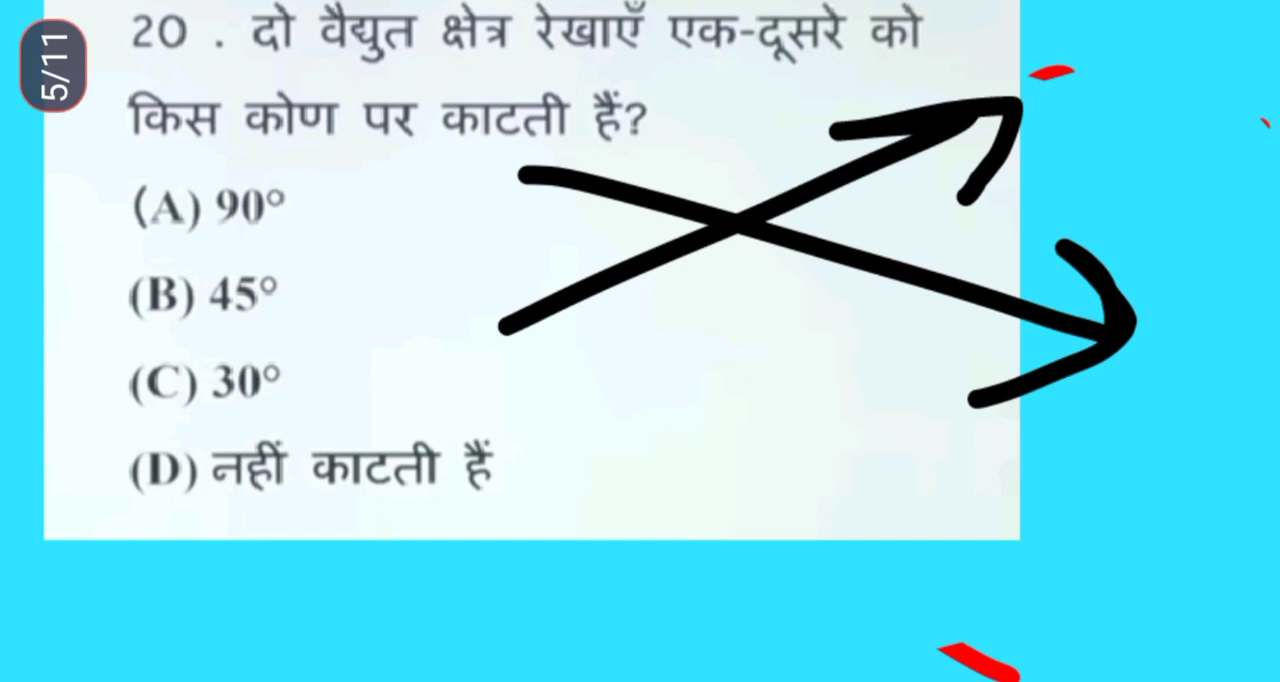 5/11
20 . दो वैद्युत क्षेत्र रेखाएँ एक-दूसरे को
किस कोण पर काटती हैं?
(A) 90°
(B) 45°
(C) 30°
(D) नहीं काटती हैं